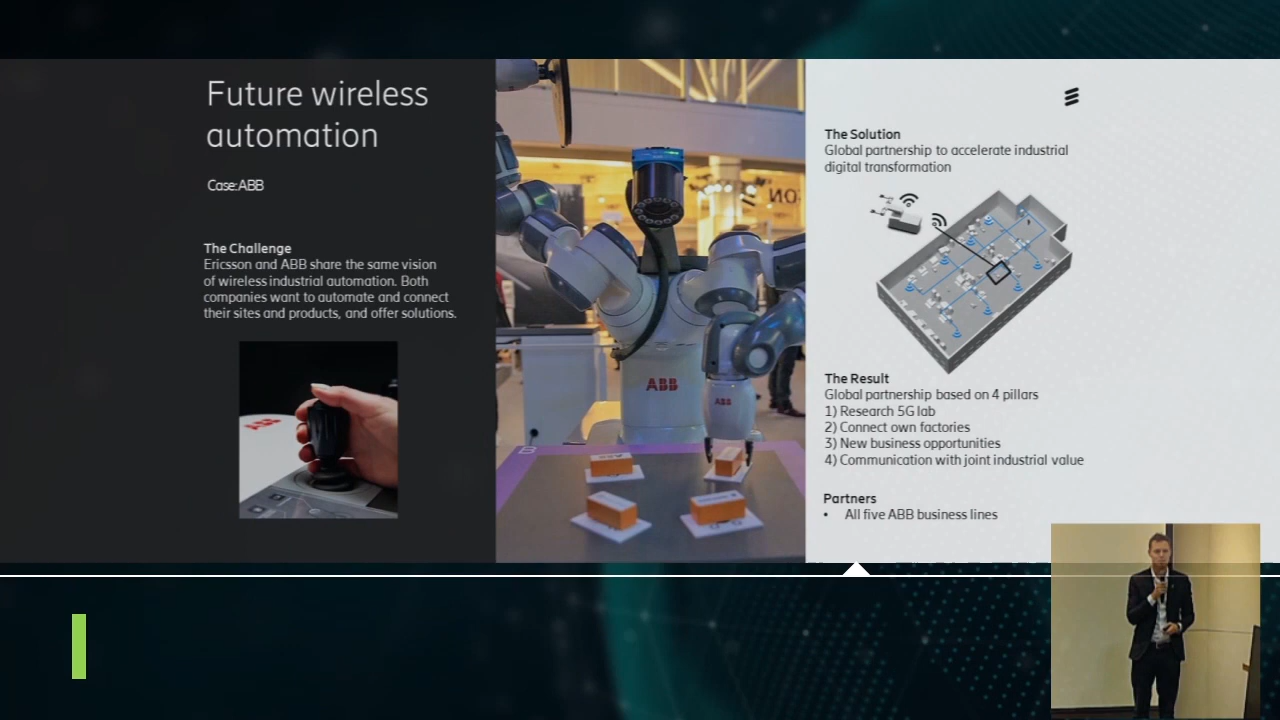 Future wireless
automation
Case:ABB
The Challenge
Ericsson and ABB share the same vision
of wireless industrial automation. Both
companies want to automate and connect
their sites and products, and offer solutions.
ABB
ABB
ABB
The Solution
Global partnership to accelerate industrial
digital transformation
The Result
Global partnership based on 4 pillars
1) Research 5G lab
2) Connect own factories
3) New business opportunities
4) Communication with joint industrial value
Partners
• All five ABB business lines